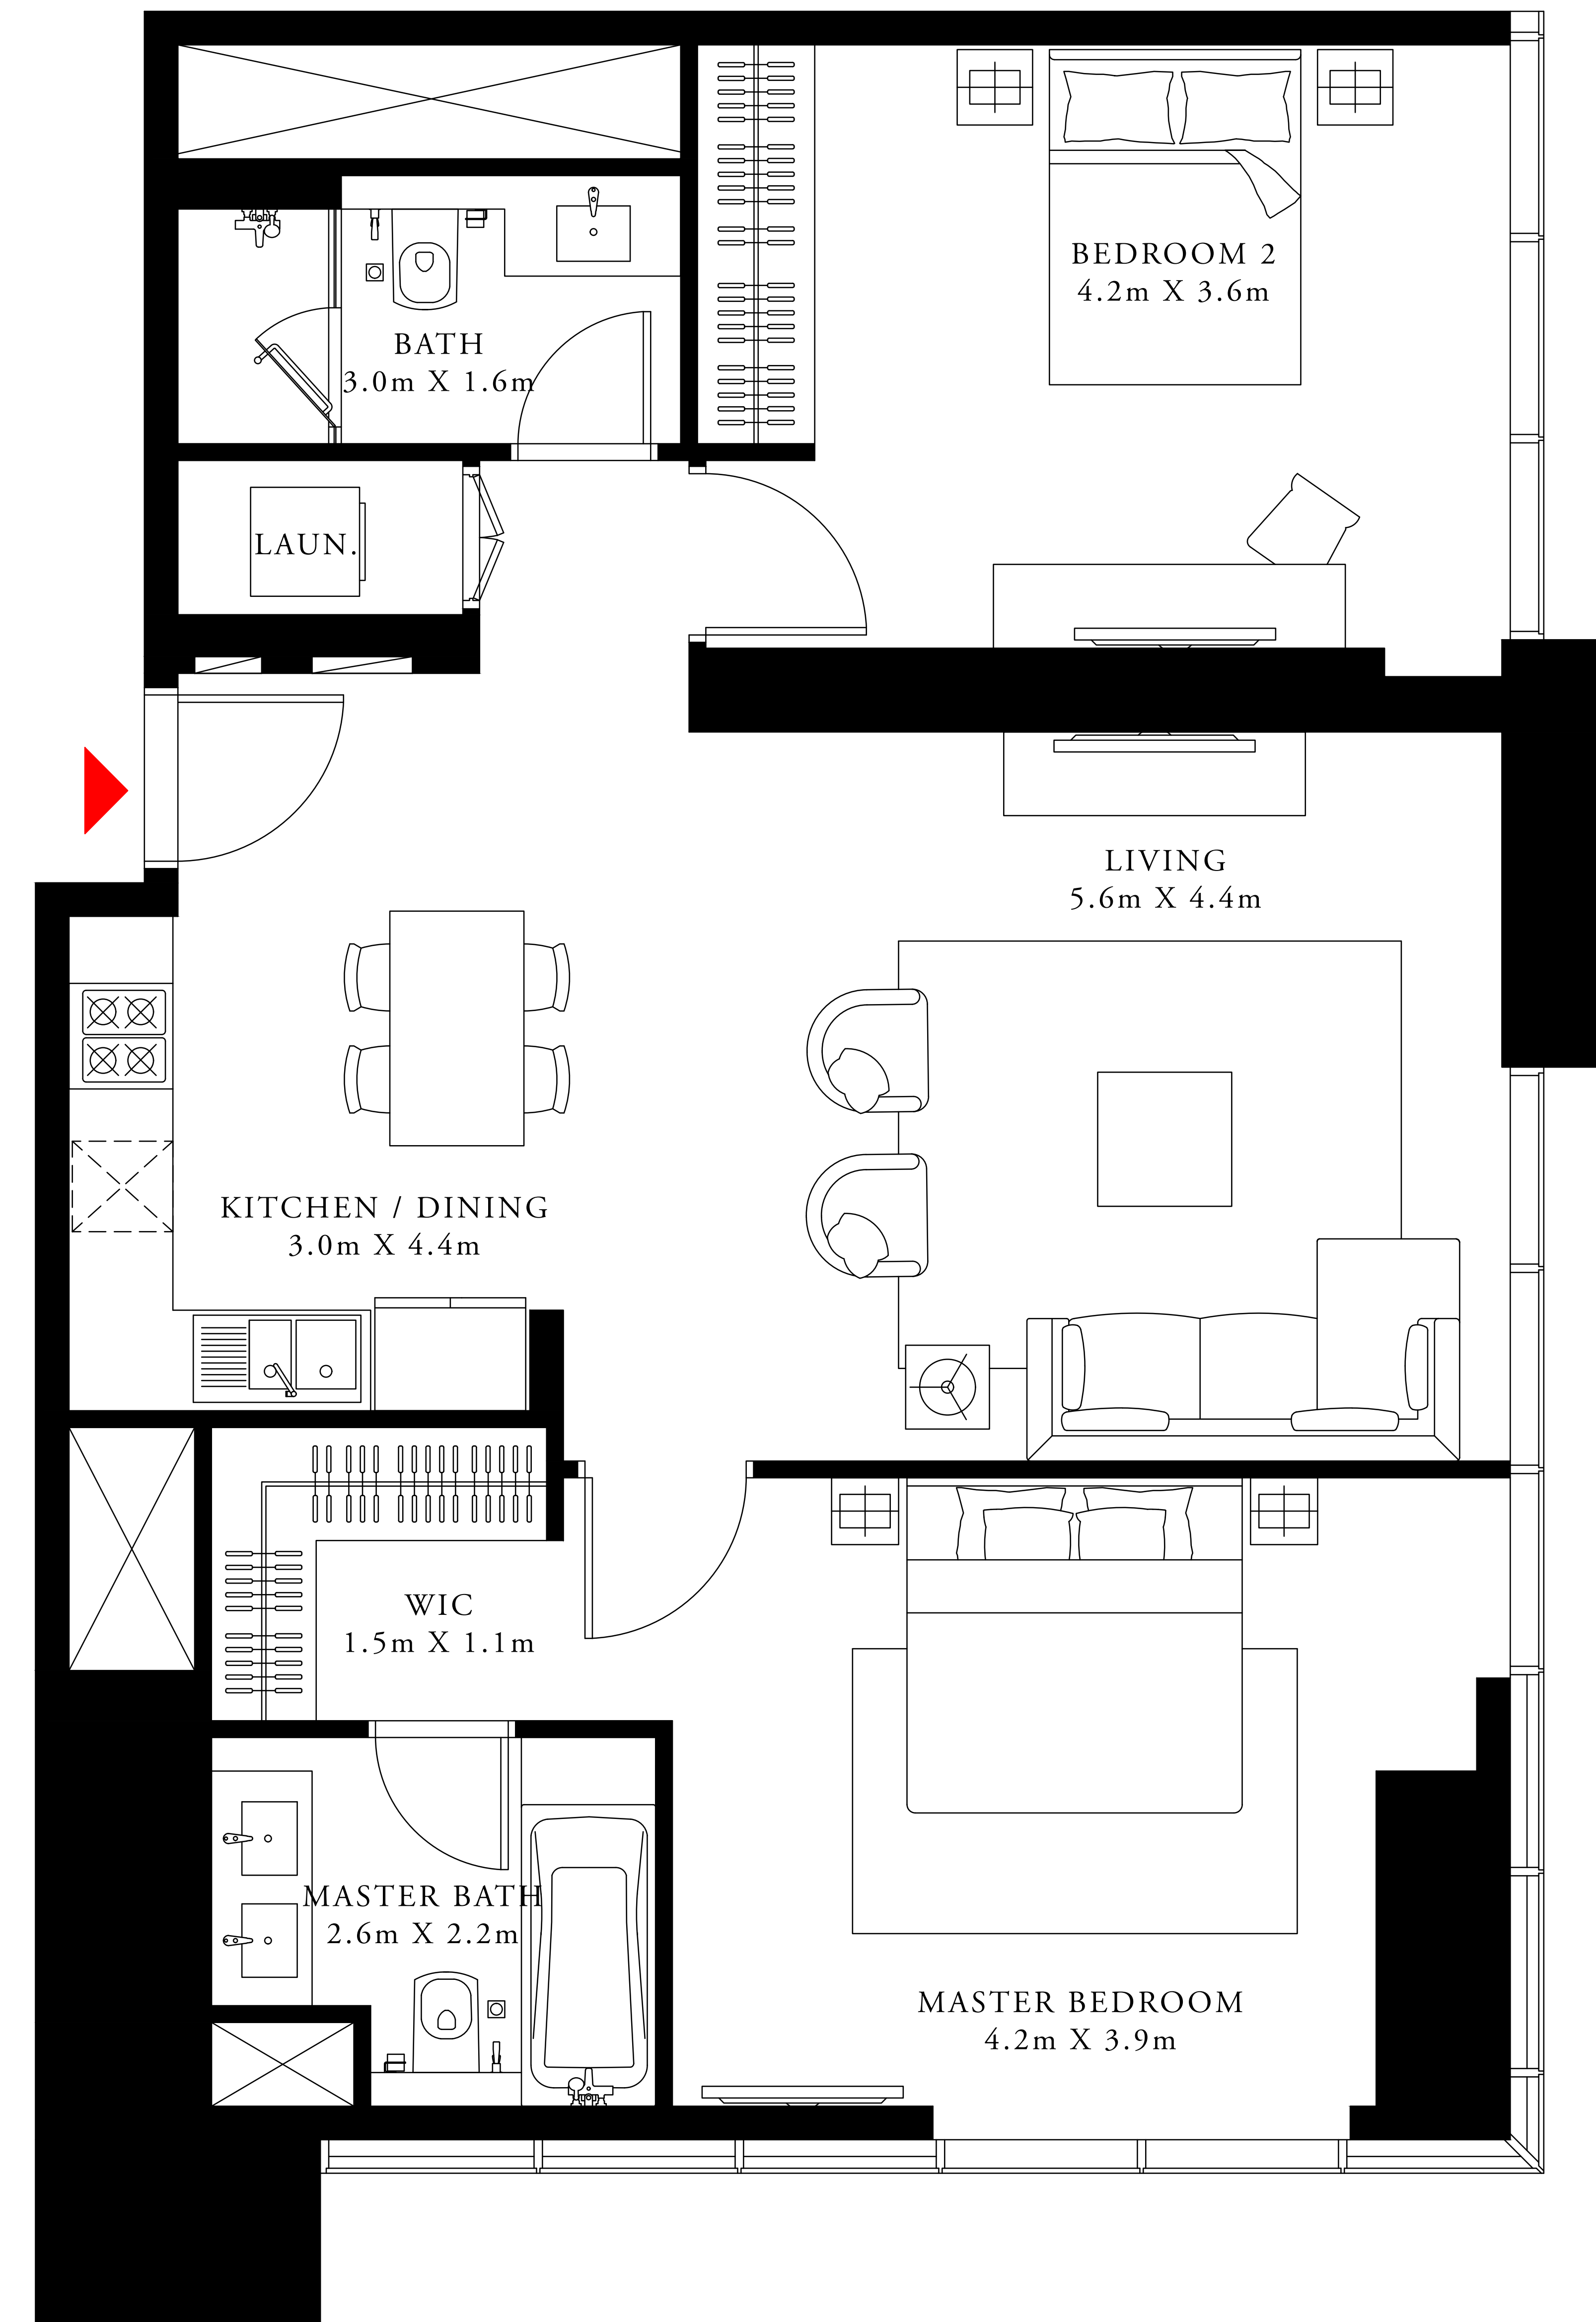 BEDROOM 2
4.2m X 3.6m
BATH
3.0m X 1.6m
LAUN.
LIVING
5.6m X 4.4m
KITCHEN / DINING
3.0m X 4.4m
WIC
1.5m X 1.1m
MASTER BATH
2.6m X 2.2m
MASTER BEDROOM
4.2m X 3.9m